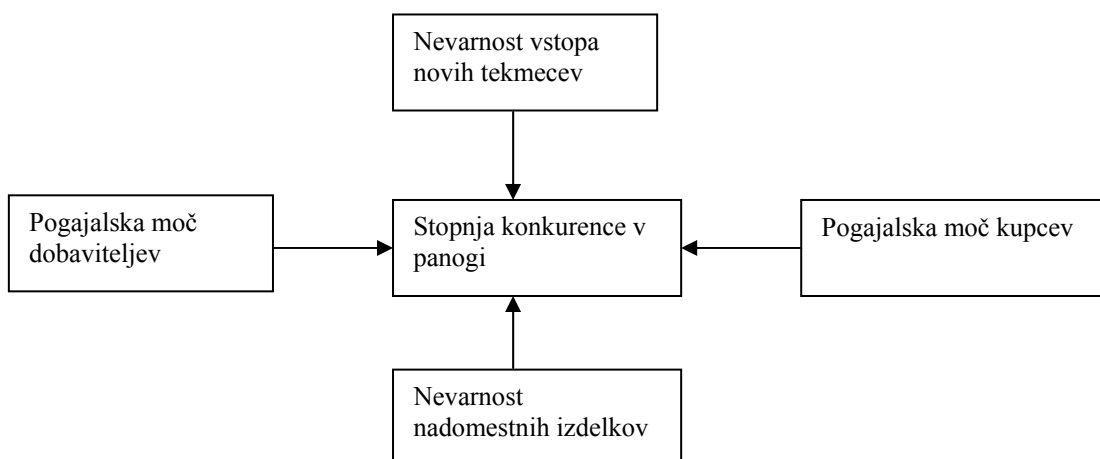 Nevarnost vstopa
novih tekmecev
Pogajalska moč
dobaviteljev
Stopnja konkurence v
panogi
Pogajalska moč kupcev
Nevarnost
nadomestnih izdelkov